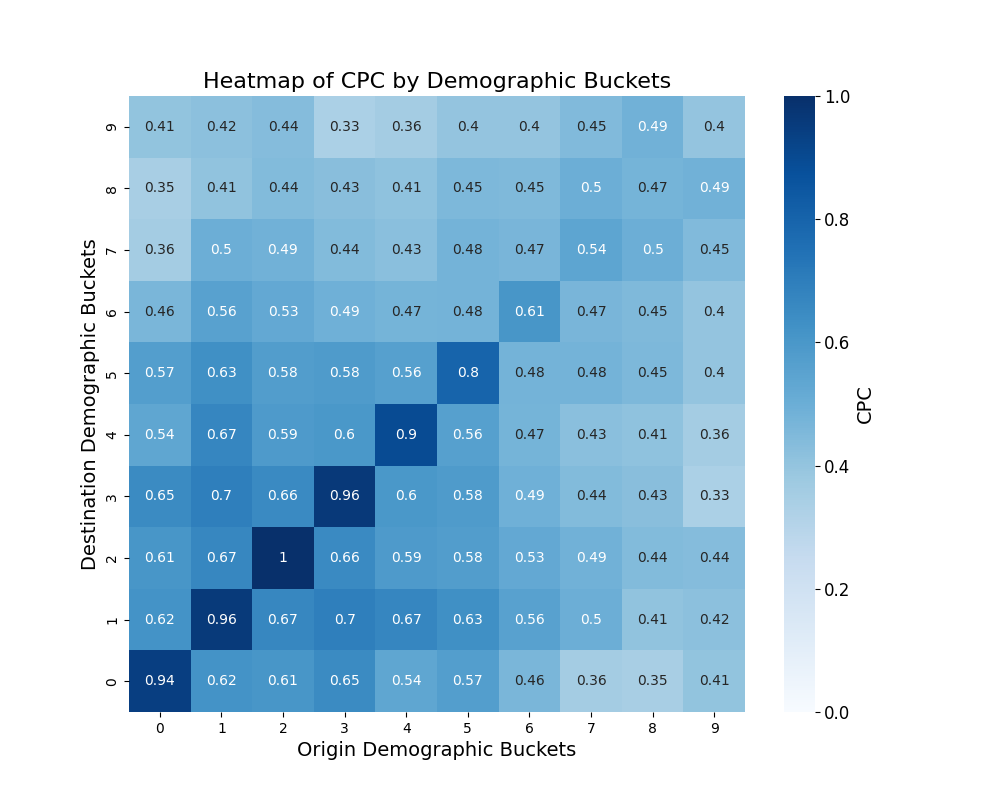 Heatmap of CPC by Demographic Buckets
9 0.41 0.42 0.44 0.33 0.36 0.4 0.4 0.45 0.49 0.4
8 0.35 0.41 0.44 0.43 0.41 0.45 0.45 0.5 0.47 0.49
7 0.36 0.5 0.49 0.44 0.43 0.48 0.47 0.54 0.5 0.45
6 0.46 0.56 0.53 0.49 0.47 0.48 0.61 0.47 0.45 0.4
5 0.57 0.63 0.58 0.58 0.56 0.8 0.48 0.48 0.45 0.4
4 0.54 0.67 0.59 0.6 0.9 0.56 0.47 0.43 0.41 0.36
3 0.65 0.7 0.66 0.96 0.6 0.58 0.49 0.44 0.43 0.33
2 0.61 0.67 1 0.66 0.59 0.58 0.53 0.49 0.44 0.44
1 0.62 0.96 0.67 0.7 0.67 0.63 0.56 0.5 0.41 0.42
0 0.94 0.62 0.61 0.65 0.54 0.57 0.46 0.36 0.35 0.41
0 1 2 3 4 5 6 7 8 9
Origin Demographic Buckets
Destination Demographic Buckets
1.0
0.8
0.6
0.4
0.2
0.0
CPC